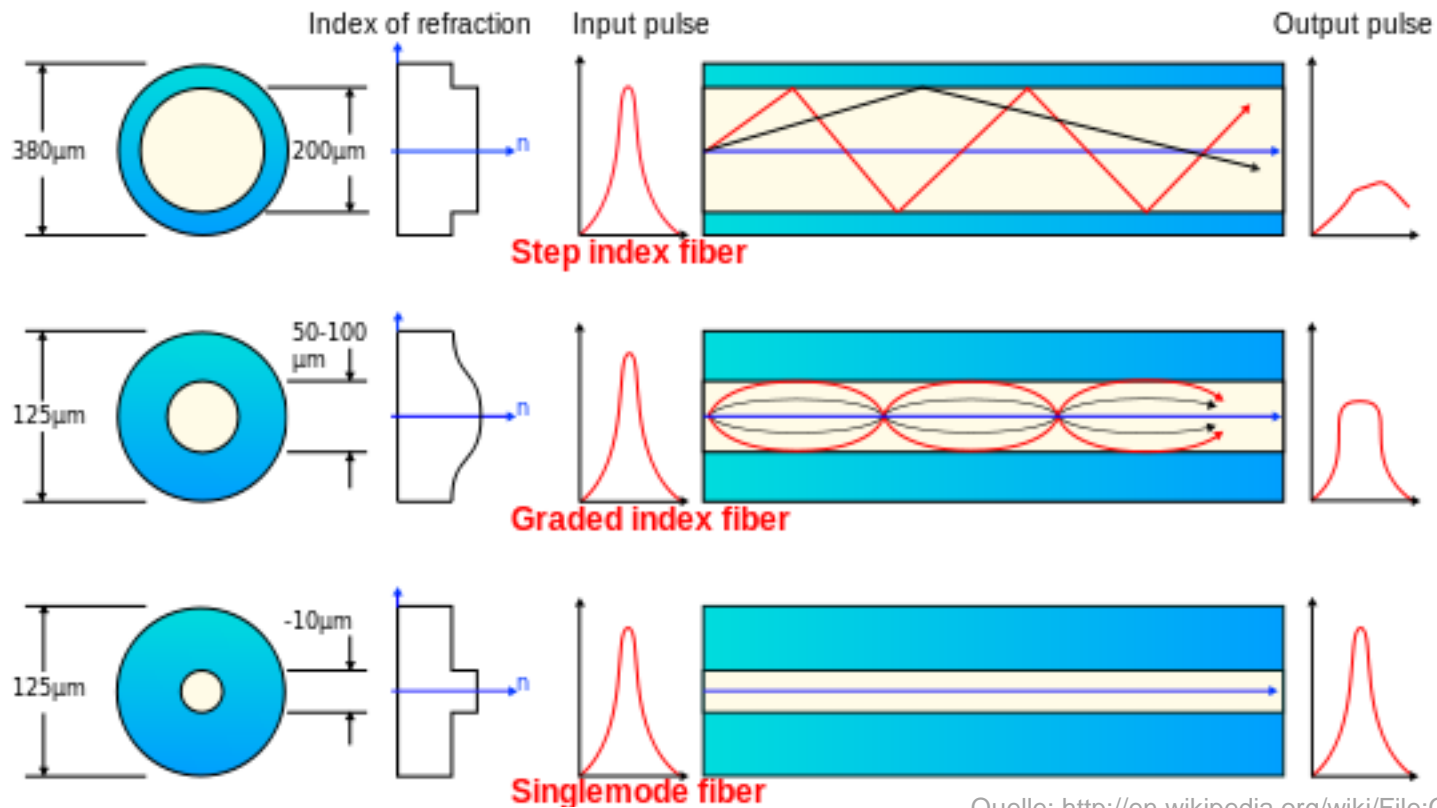 Index of refraction
Input pulse
Output pulse
380µm
200µm
n
Step index fiber
50-100
µm
125µm
n
Graded index fiber
-10µm
125µm
n
Singlemode fiber
Quelle: http://en.wikipedia.org/wiki/File: